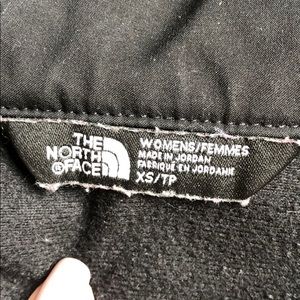 THE
NORTH
FACE
WOMENS/FEMMES
MADE IN JORDAN
FABRIQUÉ EN JORDANIE
XS/TP